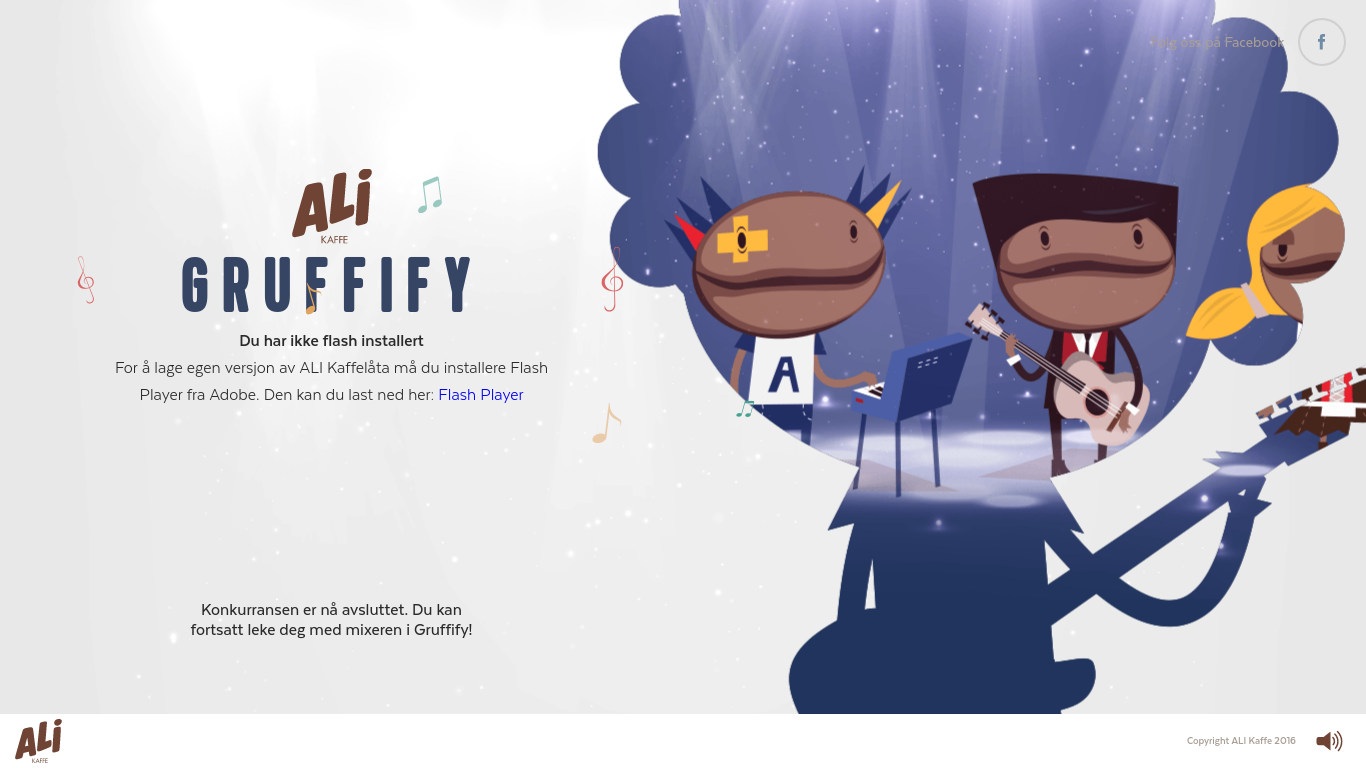 på Facebook
ALi
KAFFE
GRUFFIFY
Du har ikke flash installert
For å lage egen versjon av ALI Kaffelåta må du installere Flash
Player fra Adobe. Den kan du last ned her: Flash Player
A
Konkurransen er nå avsluttet. Du kan
fortsatt leke deg med mixeren i Gruffify!
ALi
KAFFE
Copyright ALI Kaffe 2016